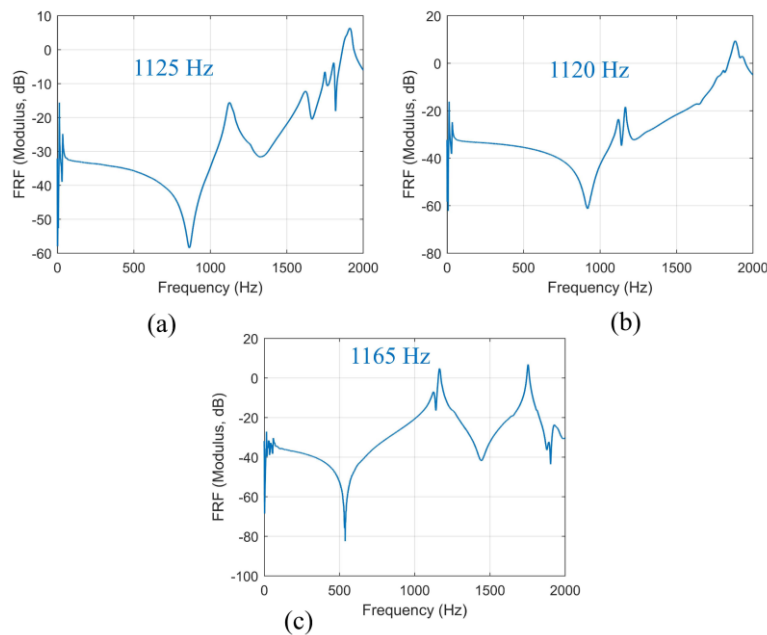 10
0
-10
-20
-30
-40
-50
-60
FRF (Modulus, dB)
1125 Hz
0 500 1000 1500 2000
Frequency (Hz)
(a)
20
0
-20
-40
-60
-80
FRF (Modulus, dB)
1120 Hz
0 500 1000 1500 2000
Frequency (Hz)
(b)
20
0
-20
-40
-60
-80
-100
FRF (Modulus, dB)
1165 Hz
0 500 1000 1500 2000
Frequency (Hz)
(c)